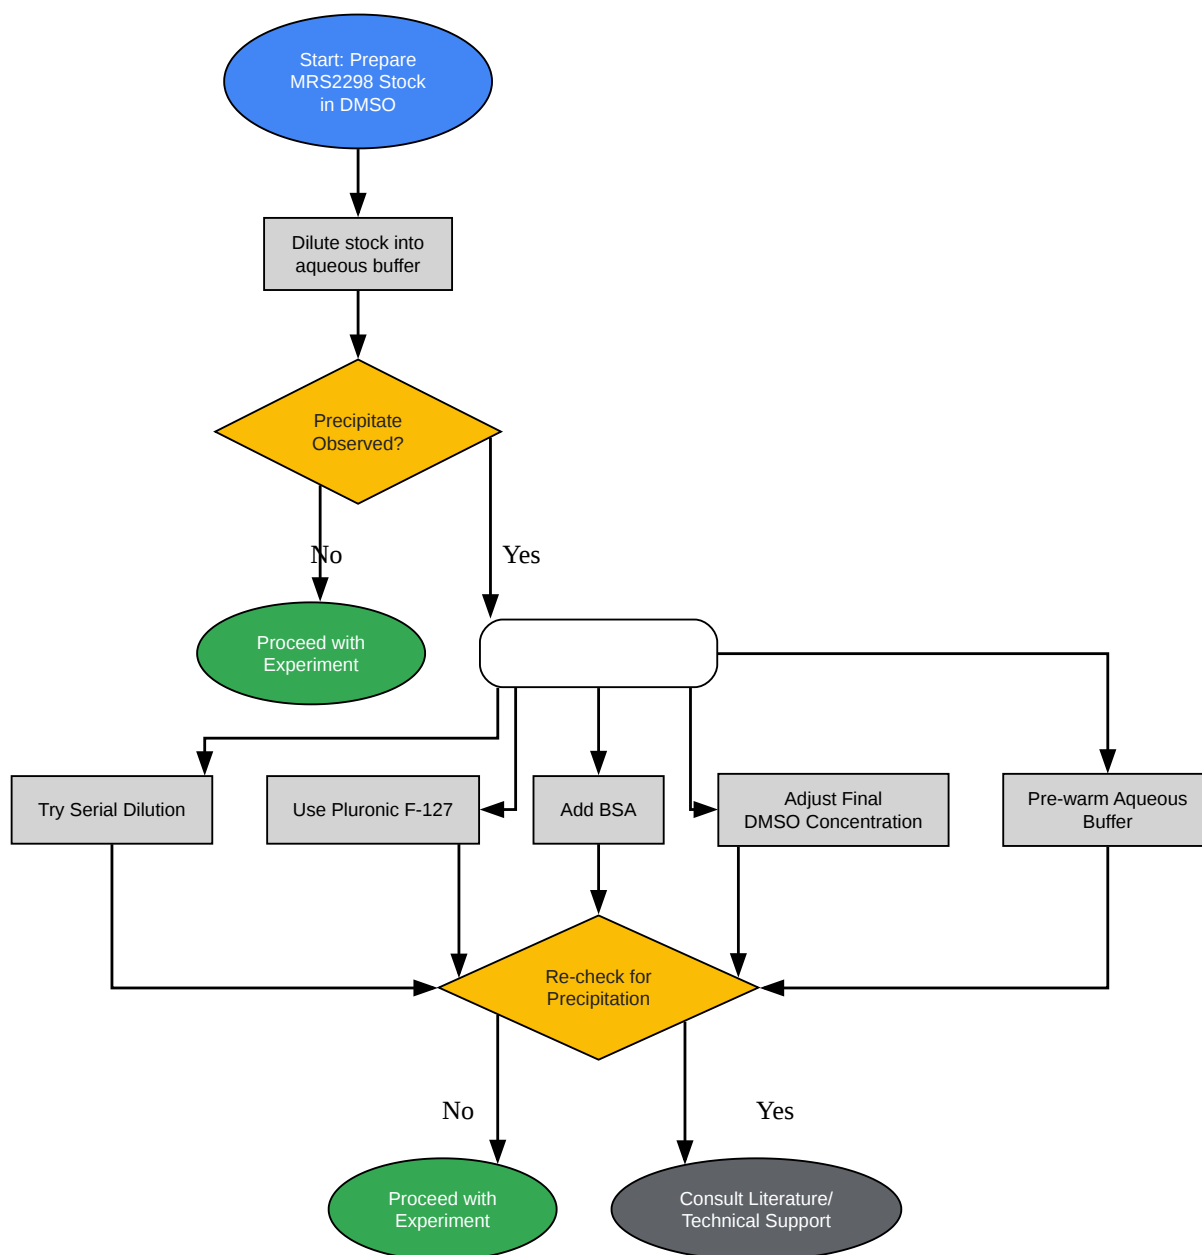 Start: Prepare
MRS2298 Stock
in DMSO
Dilute stock into
aqueous buffer
Precipitate
Observed?
No
Yes
Proceed with
Experiment
Try Serial Dilution
Use Pluronic F-127
Add BSA
Adjust Final
DMSO Concentration
Pre-warm Aqueous
Buffer
Re-check for
Precipitation
No
Yes
Proceed with
Experiment
Consult Literature/
Technical Support